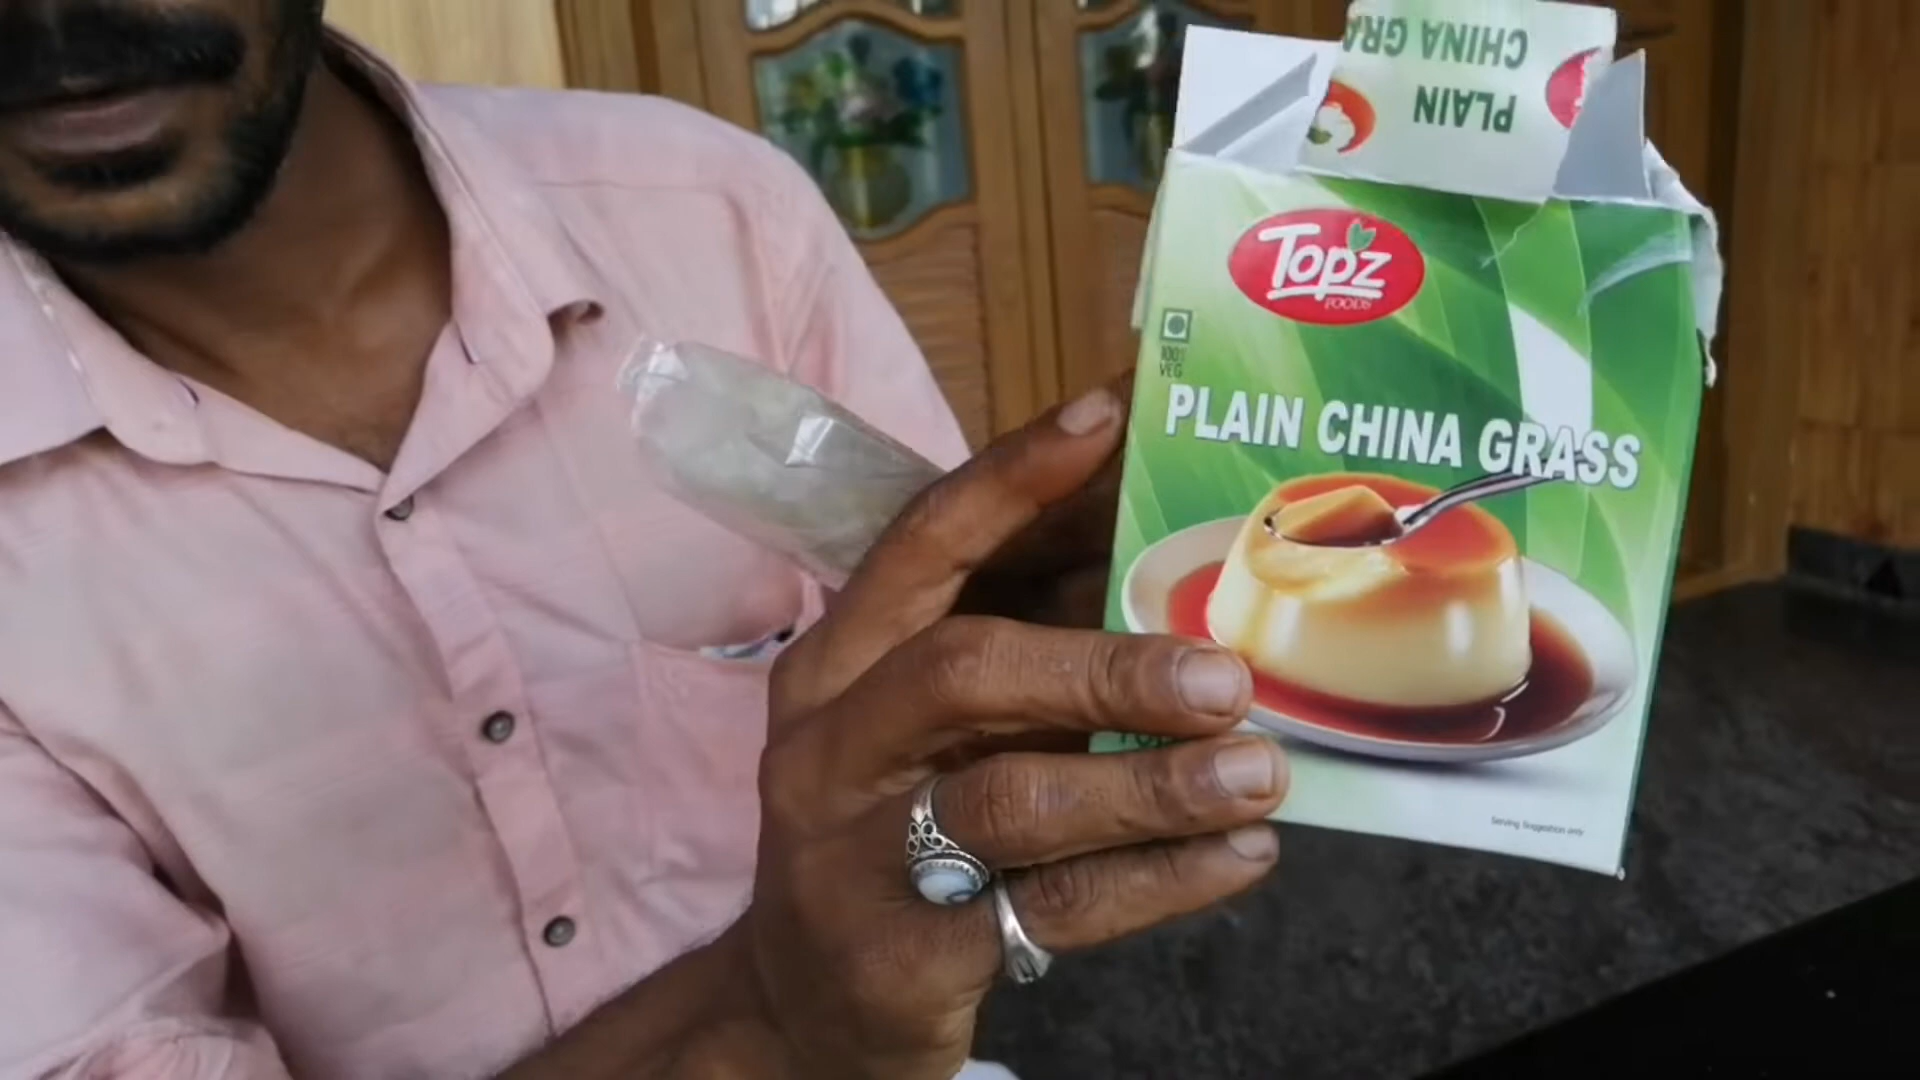 CHINA GRA
PLAIN
Topz
FOODS
100%
VEG
PLAIN CHINA GRASS
Serving Suggestion only